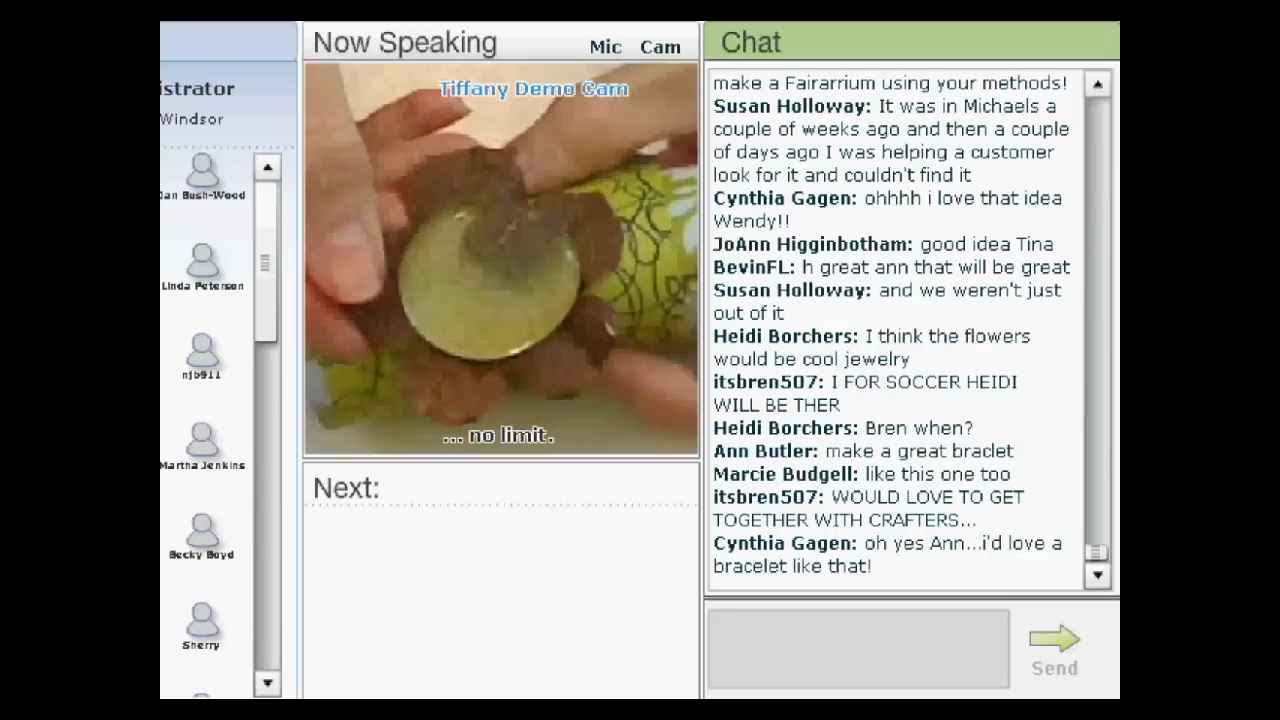 istrator
Windsor
Jan Bush-Wood
Linda Peterson
njb911
Martha Jenkins
Becky Boyd
Sherry
Now Speaking
Mic Cam
Tiffany Demo Cam
... no limit.
Next:
Chat
make a Fairarrium using your methods!
Susan Holloway: It was in Michaels a
couple of weeks ago and then a couple
of days ago I was helping a customer
look for it and couldn't find it
Cynthia Gagen: ohhhh i love that idea
Wendy!!
JoAnn Higginbotham: good idea Tina
BevinFL: h great ann that will be great
Susan Holloway: and we weren't just
out of it
Heidi Borchers: I think the flowers
would be cool jewelry
itsbren507: I FOR SOCCER HEIDI
WILL BE THER
Heidi Borchers: Bren when?
Ann Butler: make a great braclet
Marcie Budgell: like this one too
itsbren507: WOULD LOVE TO GET
TOGETHER WITH CRAFTERS...
Cynthia Gagen: oh yes Ann...i'd love a
bracelet like that!
Send